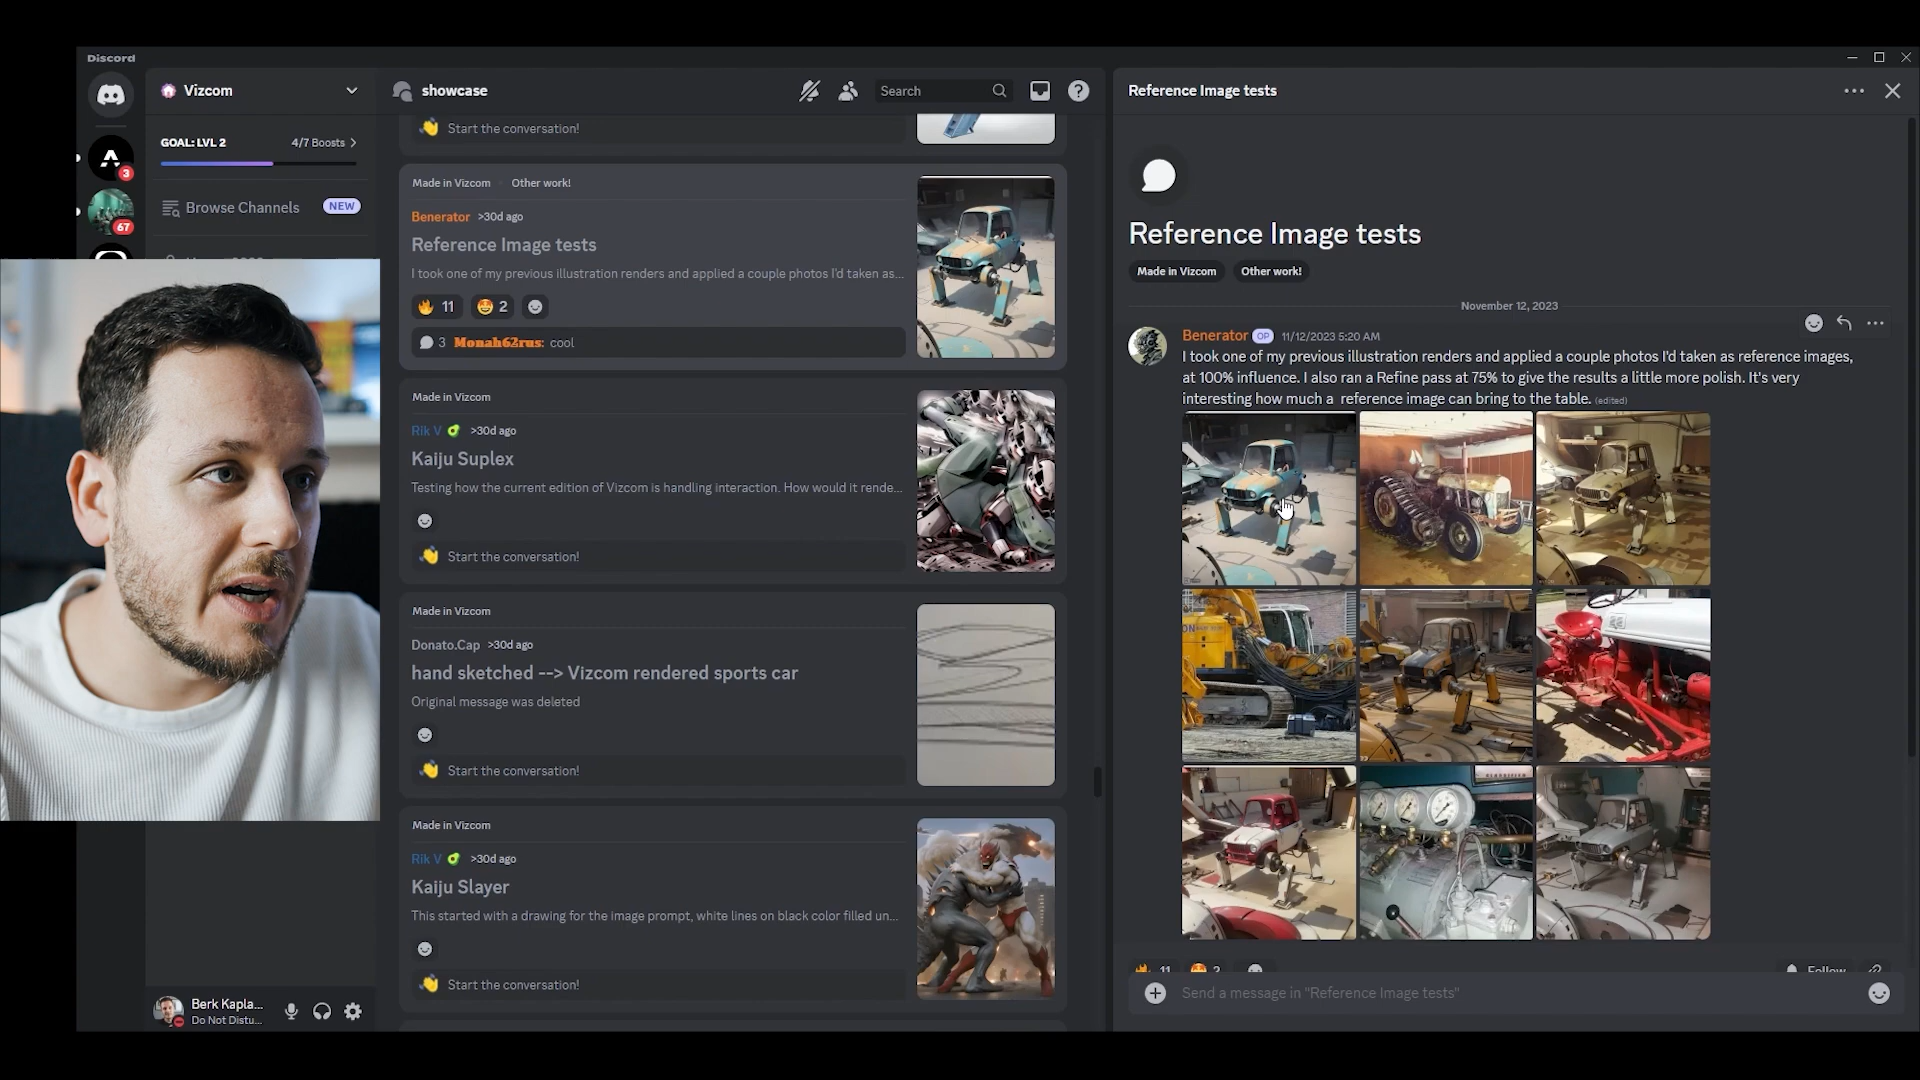 Discord
Vizcom
GOAL: LVL 2
4/7 Boosts
Browse Channels
NEW
3
67
showcase
Search
Start the conversation!
Made in Vizcom
Other work!
Benerator >30d ago
Reference Image tests
I took one of my previous illustration renders and applied a couple photos I'd taken as...
11
2
3 Monah62rus: cool
Made in Vizcom
Rik V >30d ago
Kaiju Suplex
Testing how the current edition of Vizcom is handling interaction. How would it rende...
Start the conversation!
Made in Vizcom
Donato.Cap >30d ago
hand sketched --> Vizcom rendered sports car
Original message was deleted
Start the conversation!
Made in Vizcom
Rik V >30d ago
Kaiju Slayer
This started with a drawing for the image prompt, white lines on black color filled un...
Start the conversation!
Berk Kapla...
Do Not Distu...
Reference Image tests
Reference Image tests
Made in Vizcom
Other work!
November 12, 2023
Benerator OP 11/12/2023 5:20 AM
I took one of my previous illustration renders and applied a couple photos I'd taken as reference images,
at 100% influence. I also ran a Refine pass at 75% to give the results a little more polish. It's very
interesting how much a reference image can bring to the table. (edited)
11
2
Follow
Send a message in "Reference Image tests"